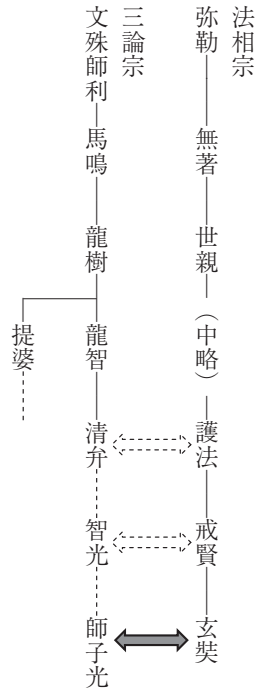 法相宗
弥勒―無著―世親―（中略）―護法―戒賢―玄奘
三論宗
文殊師利―馬鳴―龍樹―龍智―清弁…智光…師子光
提婆